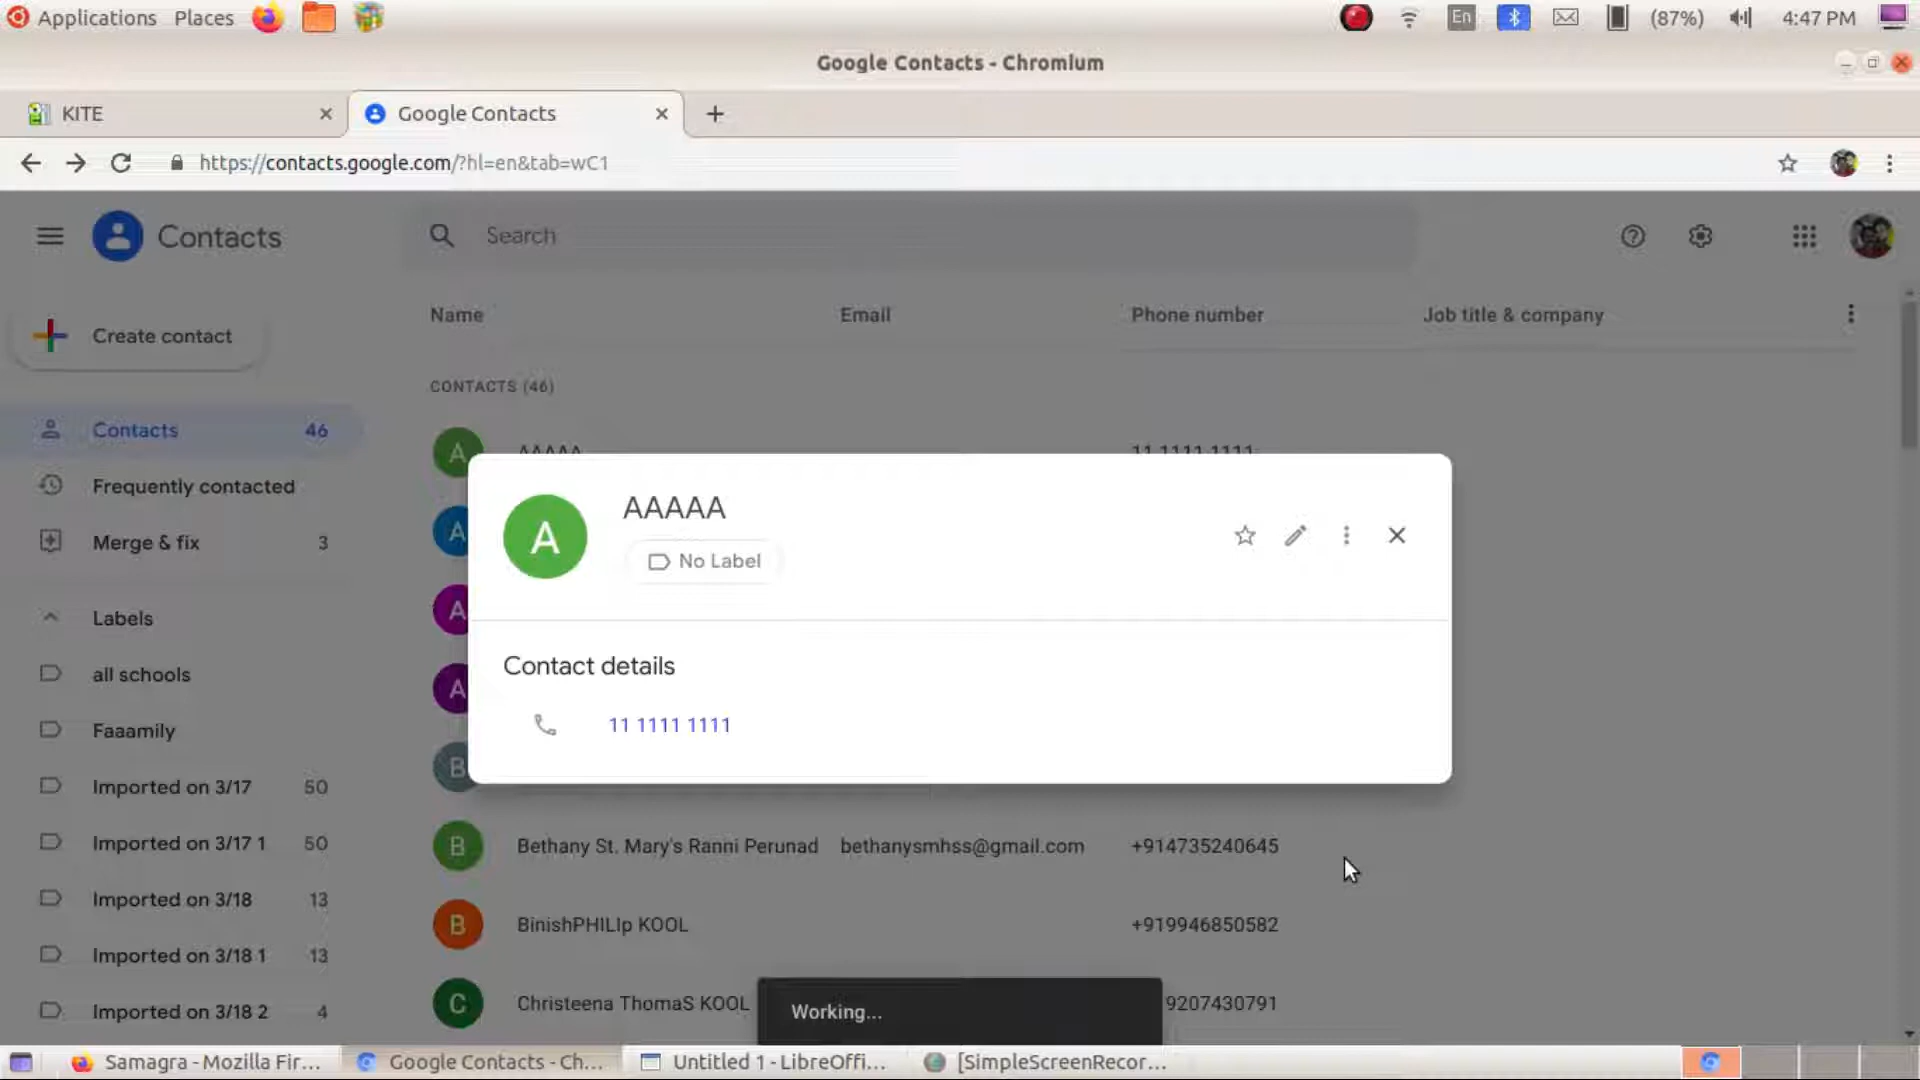 Applications Places
En
(87%)
4:47 PM
Google Contacts - Chromium
KITE
Google Contacts
https://contacts.google.com/?hl=en&tab=wC1
Contacts
Search
Create contact
Name Email Phone number Job title & company
CONTACTS (46)
Contacts 46
Frequently contacted
Merge & fix 3
Labels
all schools
Faaamily
Imported on 3/17 50
Imported on 3/17 1 50
Imported on 3/18 13
Imported on 3/18 1 13
Imported on 3/18 2 4
A AAAAA 11 1111 1111
A
A
A
B
A
AAAAA
No Label
Contact details
11 1111 1111
B Bethany St. Mary's Ranni Perunad bethanysmhss@gmail.com +914735240645
B BinishPHILIp KOOL +919946850582
C Christeena ThomaS KOOL 9207430791
Working...
Samagra - Mozilla Fir...
Google Contacts - Ch...
Untitled 1 - LibreOffi...
[SimpleScreenRecor...